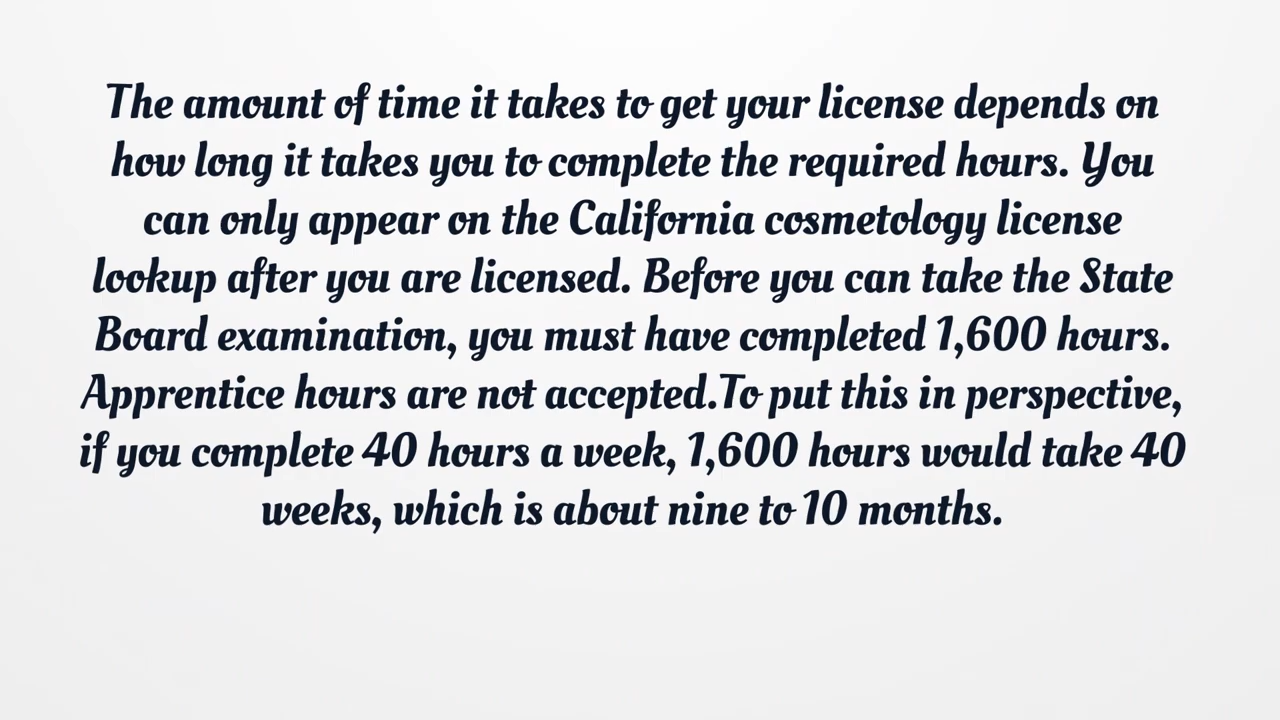 The amount of time it takes to get your license depends on
how long it takes you to complete the required hours. You
can only appear on the California cosmetology license
lookup after you are licensed. Before you can take the State
Board examination, you must have completed 1,600 hours.
Apprentice hours are not accepted.To put this in perspective,
if you complete 40 hours a week, 1,600 hours would take 40
weeks, which is about nine to 10 months.